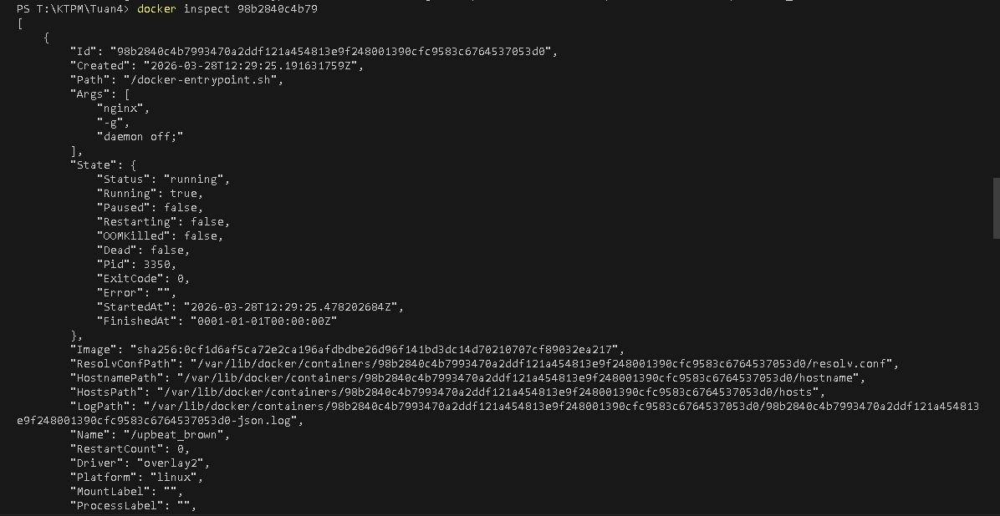 PS T:\KTPM\Tuan4> docker inspect 98b2840c4b79
[
    {
        "Id": "98b2840c4b7993470a2ddf121a454813e9f248001390cfc9583c6764537053d0",
        "Created": "2026-03-28T12:29:25.191631759Z",
        "Path": "/docker-entrypoint.sh",
        "Args": [
            "nginx",
            "-g",
            "daemon off;"
        ],
        "State": {
            "Status": "running",
            "Running": true,
            "Paused": false,
            "Restarting": false,
            "OOMKilled": false,
            "Dead": false,
            "Pid": 3350,
            "ExitCode": 0,
            "Error": "",
            "StartedAt": "2026-03-28T12:29:25.478202684Z",
            "FinishedAt": "0001-01-01T00:00:00Z"
        },
        "Image": "sha256:0cf1d6af5ca72e2ca196afdbdbe26d96f141bd3dc14d70210707cf89032ea217",
        "ResolvConfPath": "/var/lib/docker/containers/98b2840c4b7993470a2ddf121a454813e9f248001390cfc9583c6764537053d0/resolv.conf",
        "HostnamePath": "/var/lib/docker/containers/98b2840c4b7993470a2ddf121a454813e9f248001390cfc9583c6764537053d0/hostname",
        "HostsPath": "/var/lib/docker/containers/98b2840c4b7993470a2ddf121a454813e9f248001390cfc9583c6764537053d0/hosts",
        "LogPath": "/var/lib/docker/containers/98b2840c4b7993470a2ddf121a454813e9f248001390cfc9583c6764537053d0/98b2840c4b7993470a2ddf121a454813
e9f248001390cfc9583c6764537053d0-json.log",
        "Name": "/upbeat_brown",
        "RestartCount": 0,
        "Driver": "overlay2",
        "Platform": "linux",
        "MountLabel": "",
        "ProcessLabel": "",